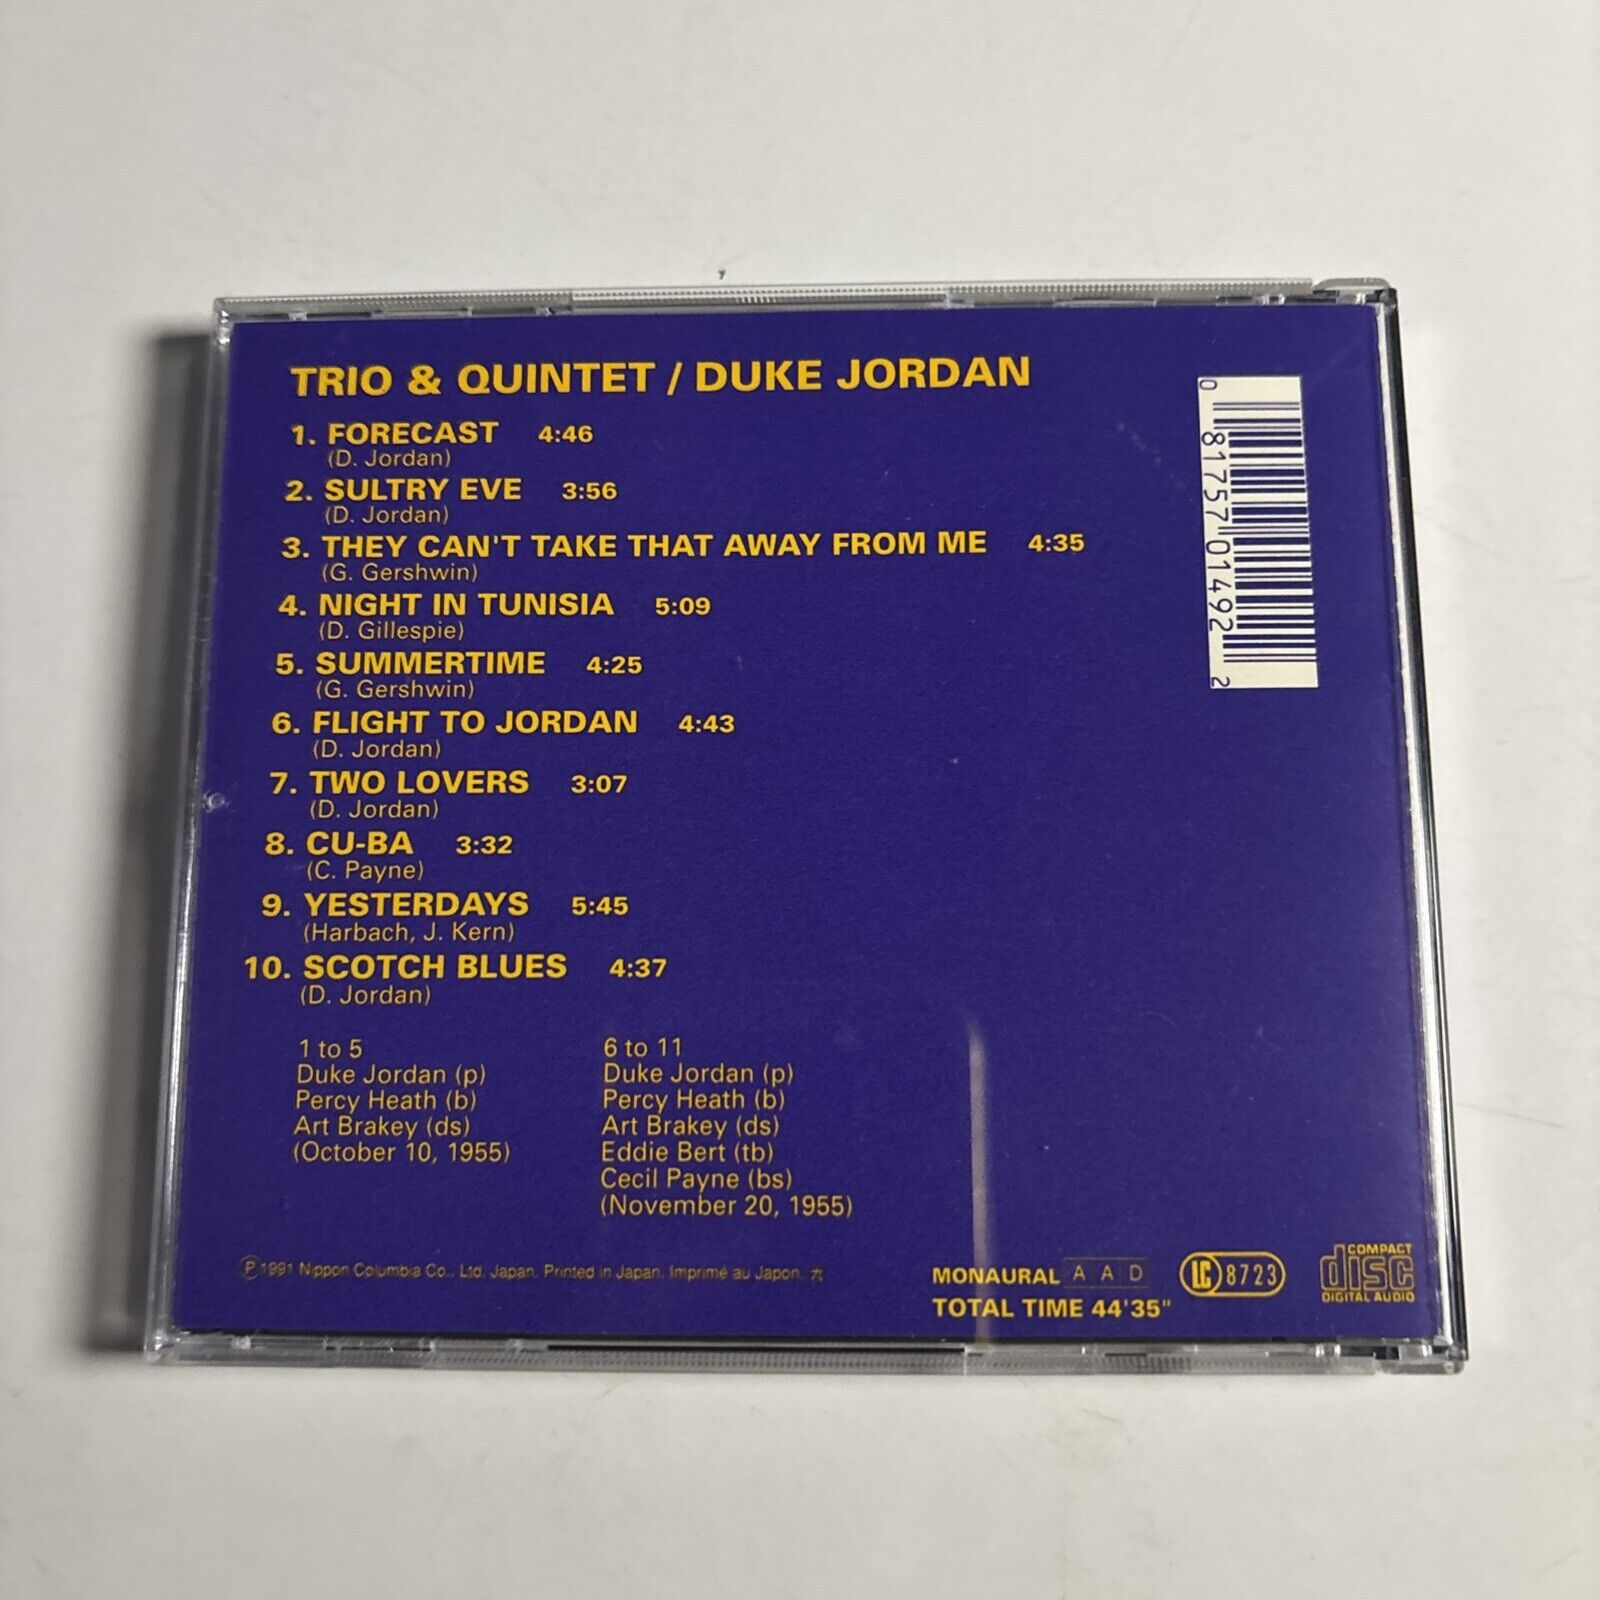 TRIO & QUINTET / DUKE JORDAN
1. FORECAST 4:46
(D. Jordan)
2. SULTRY EVE 3:56
(D. Jordan)
3. THEY CAN'T TAKE THAT AWAY FROM ME 4:35
(G. Gershwin)
4. NIGHT IN TUNISIA 5:09
(D. Gillespie)
5. SUMMERTIME 4:25
(G. Gershwin)
6. FLIGHT TO JORDAN 4:43
(D. Jordan)
7. TWO LOVERS 3:07
(D. Jordan)
8. CU-BA 3:32
(C. Payne)
9. YESTERDAYS 5:45
(Harbach, J. Kern)
10. SCOTCH BLUES 4:37
(D. Jordan)
1 to 5
Duke Jordan (p)
Percy Heath (b)
Art Brakey (ds)
(October 10, 1955)
6 to 11
Duke Jordan (p)
Percy Heath (b)
Art Brakey (ds)
Eddie Bert (tb)
Cecil Payne (bs)
(November 20, 1955)
℗1991 Nippon Columbia Co., Ltd. Japan. Printed in Japan. Imprimé au Japon. 九
MONAURAL A A D
TOTAL TIME 44'35"
LC 8723
COMPACT
disc
DIGITAL AUDIO
0 81757 01492 2